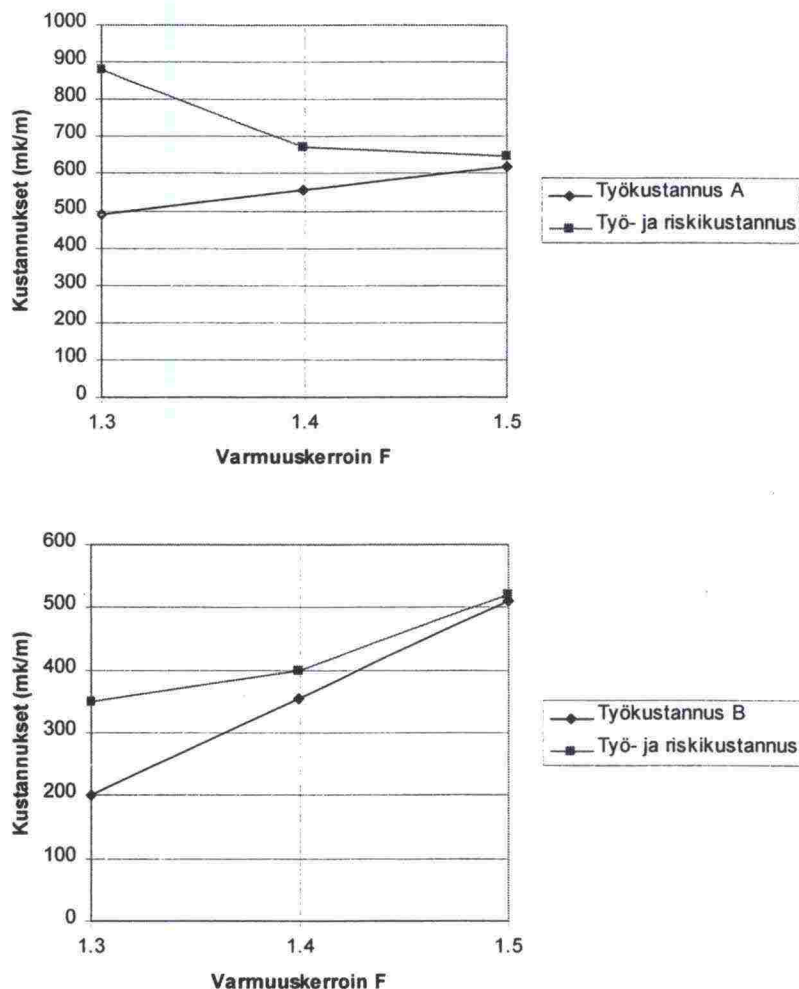 Kustannukset (mk/m)
1000
900
800
700
600
500
400
300
200
100
0
1.3 1.4 1.5
Varmuuskerroin F
Työkustannus A
Työ- ja riskikustannus
Kustannukset (mk/m)
600
500
400
300
200
100
0
1.3 1.4 1.5
Varmuuskerroin F
Työkustannus B
Työ- ja riskikustannus